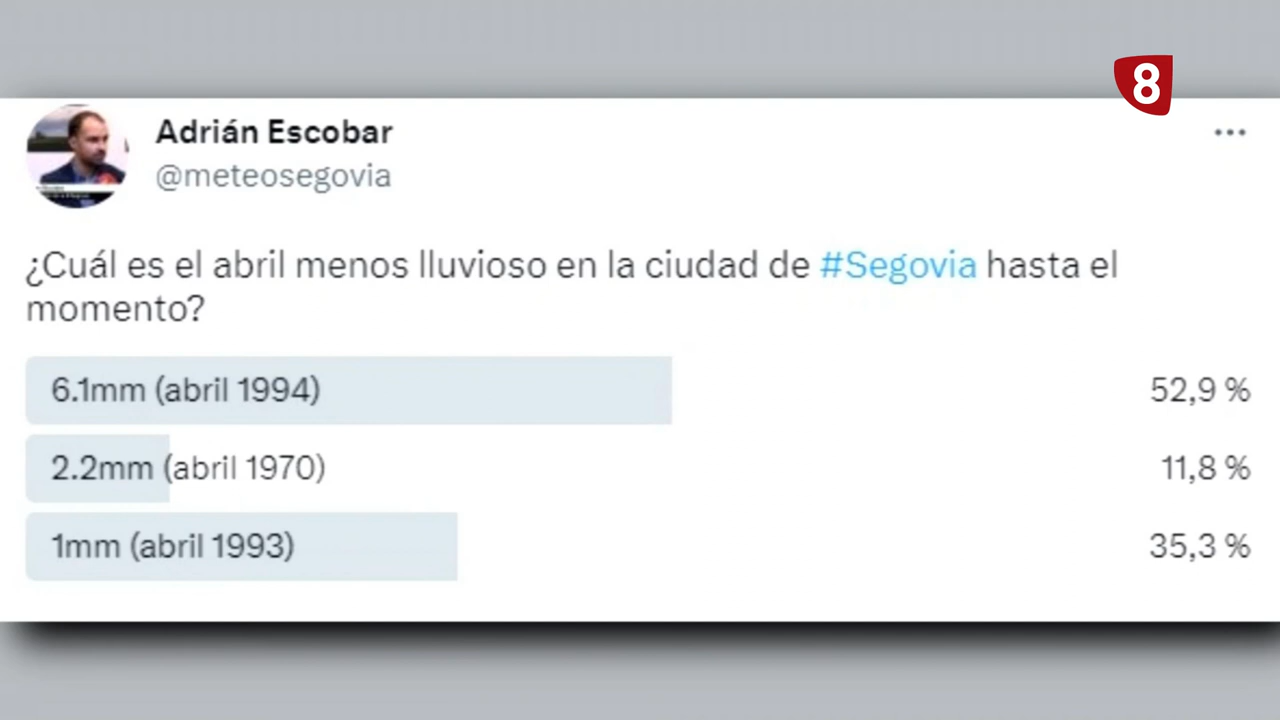 8
Adrián Escobar
@meteosegovia
¿Cuál es el abril menos lluvioso en la ciudad de #Segovia hasta el
momento?
6.1mm (abril 1994) 52,9 %
2.2mm (abril 1970) 11,8 %
1mm (abril 1993) 35,3 %